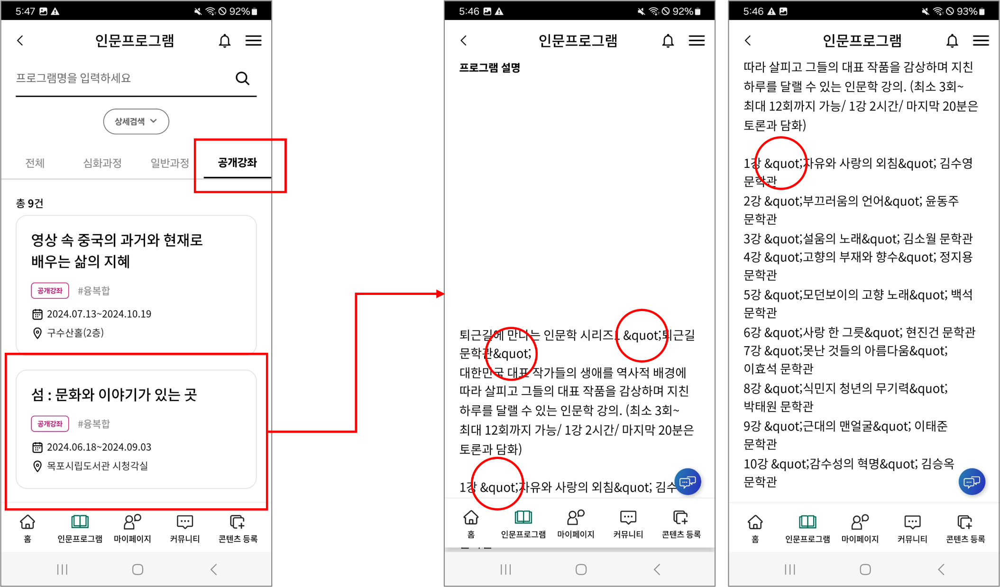 5:47 92%
인문프로그램
프로그램명을 입력하세요
상세검색
전체 심화과정 일반과정 공개강좌
총 9건
영상 속 중국의 과거와 현재로
배우는 삶의 지혜
공개강좌 #융복합
2024.07.13~2024.10.19
구수산홀(2층)
섬 : 문화와 이야기가 있는 곳
공개강좌 #융복합
2024.06.18~2024.09.03
목포시립도서관 시청각실
홈 인문프로그램 마이페이지 커뮤니티 콘텐츠 등록
5:46 92%
인문프로그램
프로그램 설명
퇴근길에 만나는 인문학 시리즈1 &quot;퇴근길
문학관&quot;
대한민국 대표 작가들의 생애를 역사적 배경에
따라 살피고 그들의 대표 작품을 감상하며 지친
하루를 달랠 수 있는 인문학 강의. (최소 3회~
최대 12회까지 가능/ 1강 2시간/ 마지막 20분은
토론과 담화)
1강 &quot;자유와 사랑의 외침&quot; 김수
홈 인문프로그램 마이페이지 커뮤니티 콘텐츠 등록
5:46 93%
인문프로그램
따라 살피고 그들의 대표 작품을 감상하며 지친
하루를 달랠 수 있는 인문학 강의. (최소 3회~
최대 12회까지 가능/ 1강 2시간/ 마지막 20분은
토론과 담화)
1강 &quot;자유와 사랑의 외침&quot; 김수영
문학관
2강 &quot;부끄러움의 언어&quot; 윤동주
문학관
3강 &quot;설움의 노래&quot; 김소월 문학관
4강 &quot;고향의 부재와 향수&quot; 정지용
문학관
5강 &quot;모던보이의 고향 노래&quot; 백석
문학관
6강 &quot;사랑 한 그릇&quot; 현진건 문학관
7강 &quot;못난 것들의 아름다움&quot;
이효석 문학관
8강 &quot;식민지 청년의 무기력&quot;
박태원 문학관
9강 &quot;근대의 맨얼굴&quot; 이태준
문학관
10강 &quot;감수성의 혁명&quot; 김승옥
문학관
홈 인문프로그램 마이페이지 커뮤니티 콘텐츠 등록